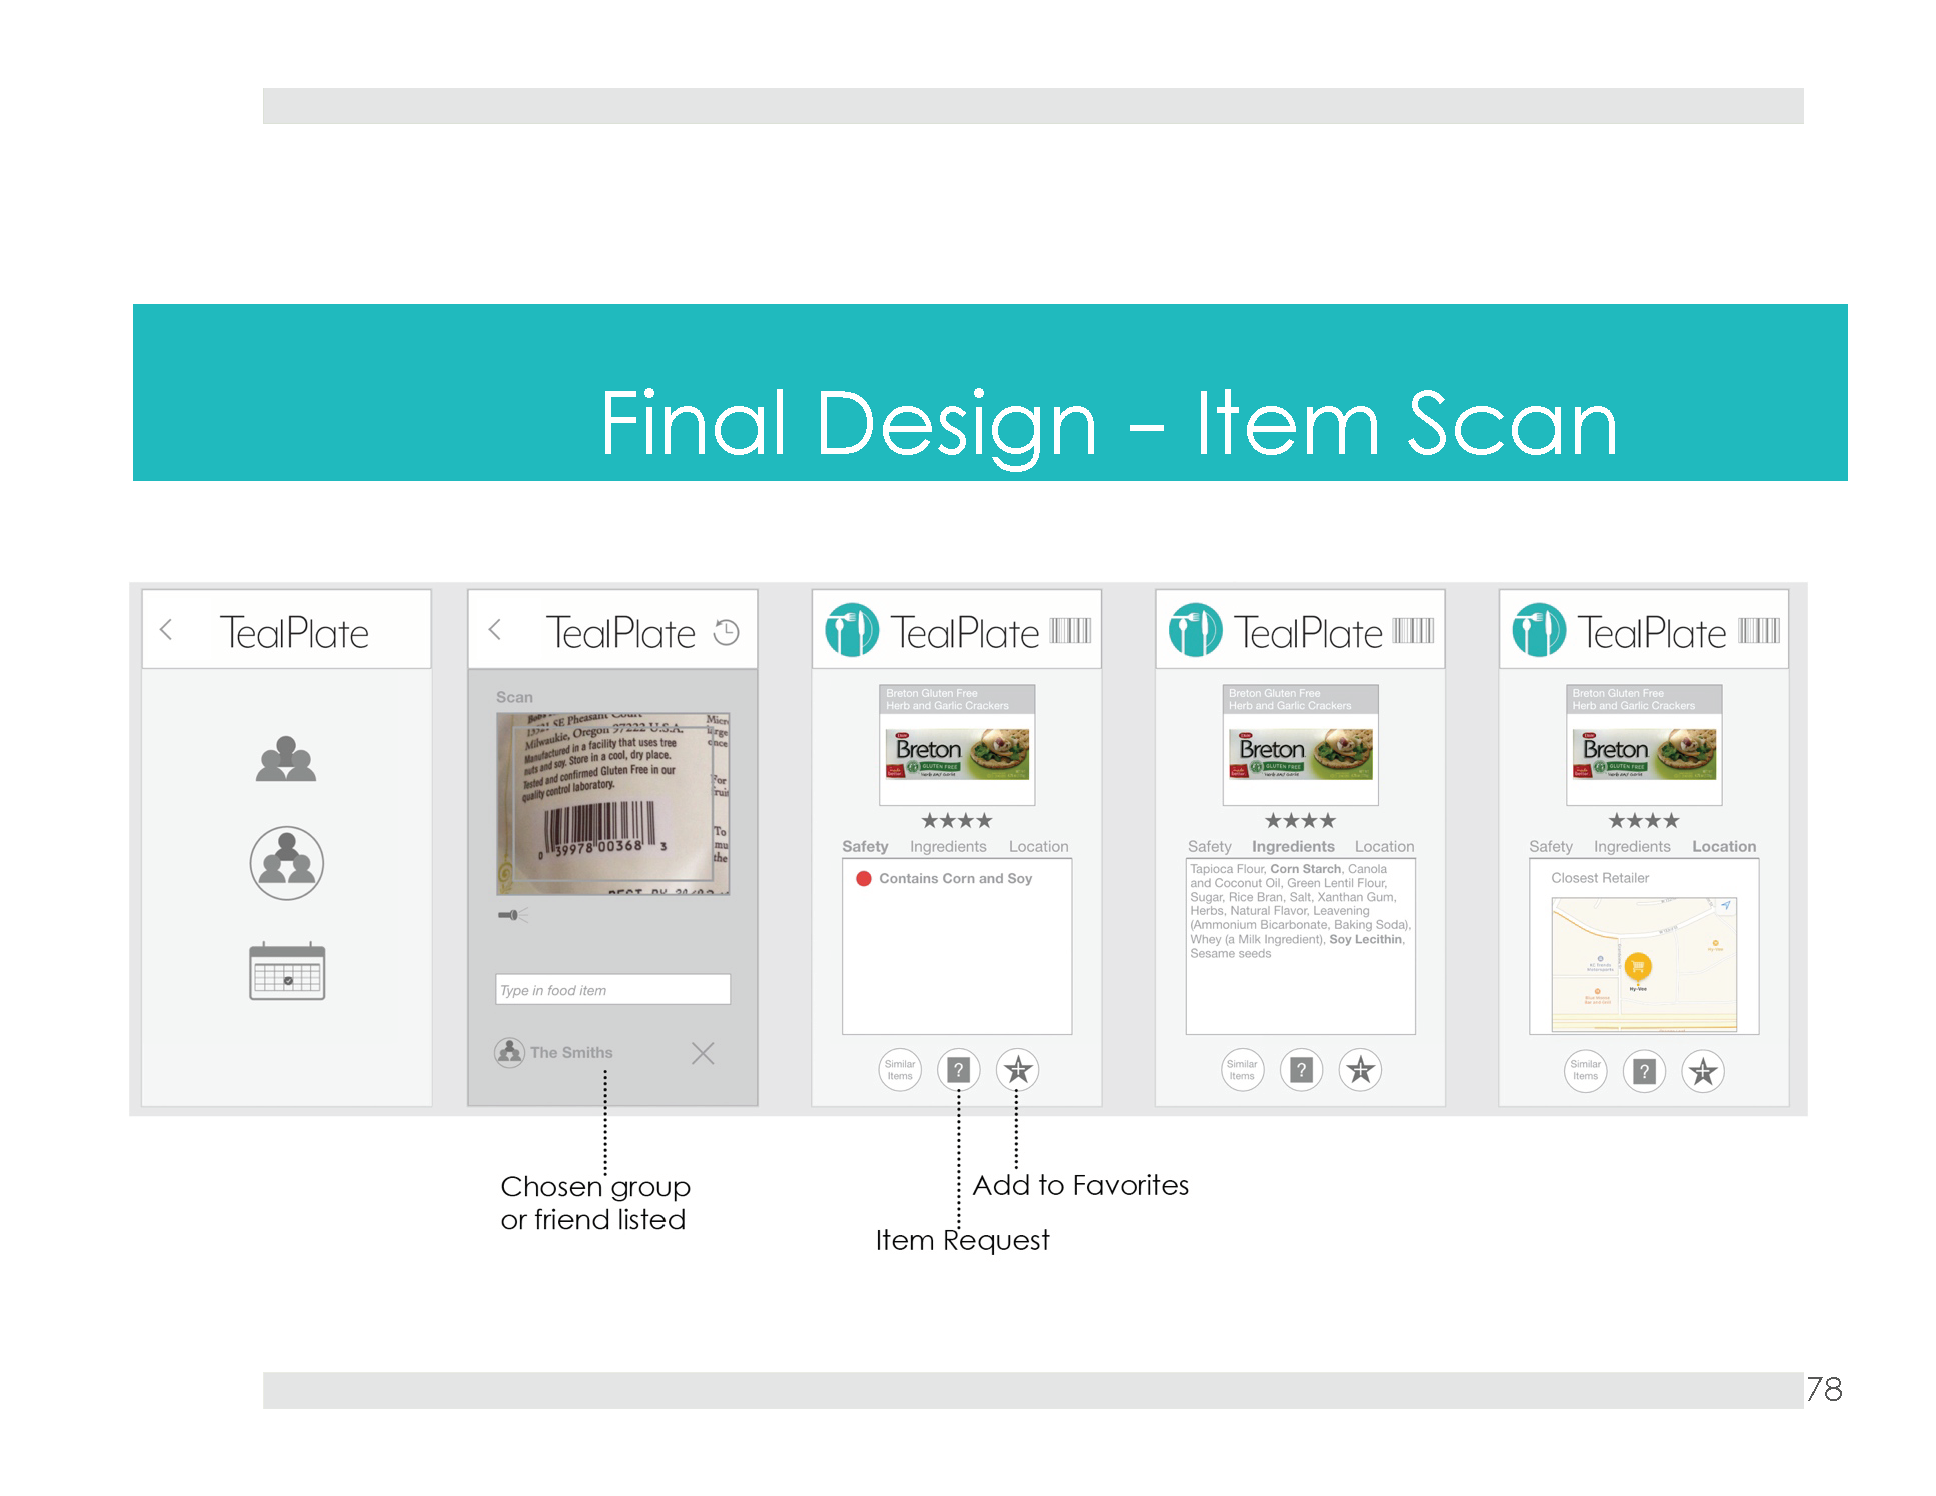 Final Design – Item Scan
TealPlate
TealPlate
Scan
SE Pheasant Court
Milwaukie, Oregon 97222 U.S.A.
Manufactured in a facility that uses tree
nuts and soy. Store in a cool, dry place.
Tested and confirmed Gluten Free in our
quality control laboratory.
0 39978 00368 3
Type in food item
The Smiths
TealPlate
Breton Gluten Free
Herb and Garlic Crackers
Breton
GLUTEN FREE
Safety Ingredients Location
Contains Corn and Soy
Similar
Items
?
TealPlate
Breton Gluten Free
Herb and Garlic Crackers
Breton
GLUTEN FREE
Safety Ingredients Location
Tapioca Flour, Corn Starch, Canola
and Coconut Oil, Green Lentil Flour,
Sugar, Rice Bran, Salt, Xanthan Gum,
Herbs, Natural Flavor, Leavening
(Ammonium Bicarbonate, Baking Soda),
Whey (a Milk Ingredient), Soy Lecithin,
Sesame seeds
Similar
Items
?
TealPlate
Breton Gluten Free
Herb and Garlic Crackers
Breton
GLUTEN FREE
Safety Ingredients Location
Closest Retailer
Hy-Vee
Similar
Items
?
Chosen group
or friend listed
Add to Favorites
Item Request
78